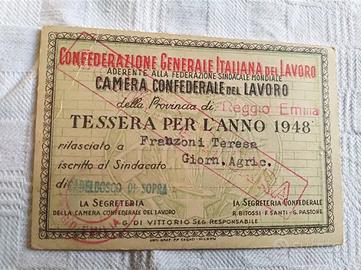 CONFEDERAZIONE GENERALE ITALIANA DEL LAVORO
ADERENTE ALLA FEDERAZIONE SINDACALE MONDIALE
CAMERA CONFEDERALE DEL LAVORO
della Provincia di Reggio Emilia
TESSERA PER L'ANNO 1948
rilasciato a Franzoni Teresa
iscritto al Sindacato Giorn. Agric.
di CADELBOSCO DI SOPRA
LA SEGRETERIA
DELLA CAMERA CONFEDERALE DEL LAVORO
LA SEGRETERIA CONFEDERALE
R. BITOSSI - F. SANTI - G. PASTORE
G. DI VITTORIO SEG. RESPONSABILE